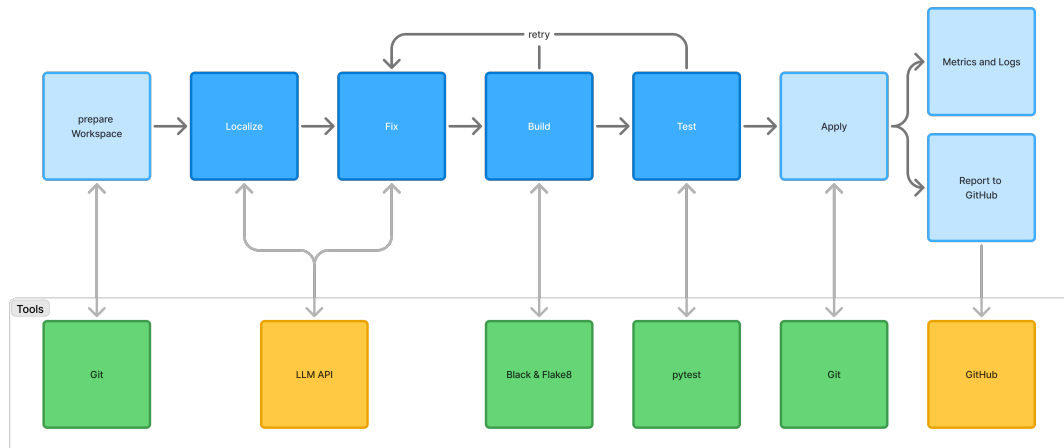 retry
Metrics and Logs
prepare
Workspace
Localize
Fix
Build
Test
Apply
Report to
GitHub
Tools
Git
LLM API
Black & Flake8
pytest
Git
GitHub